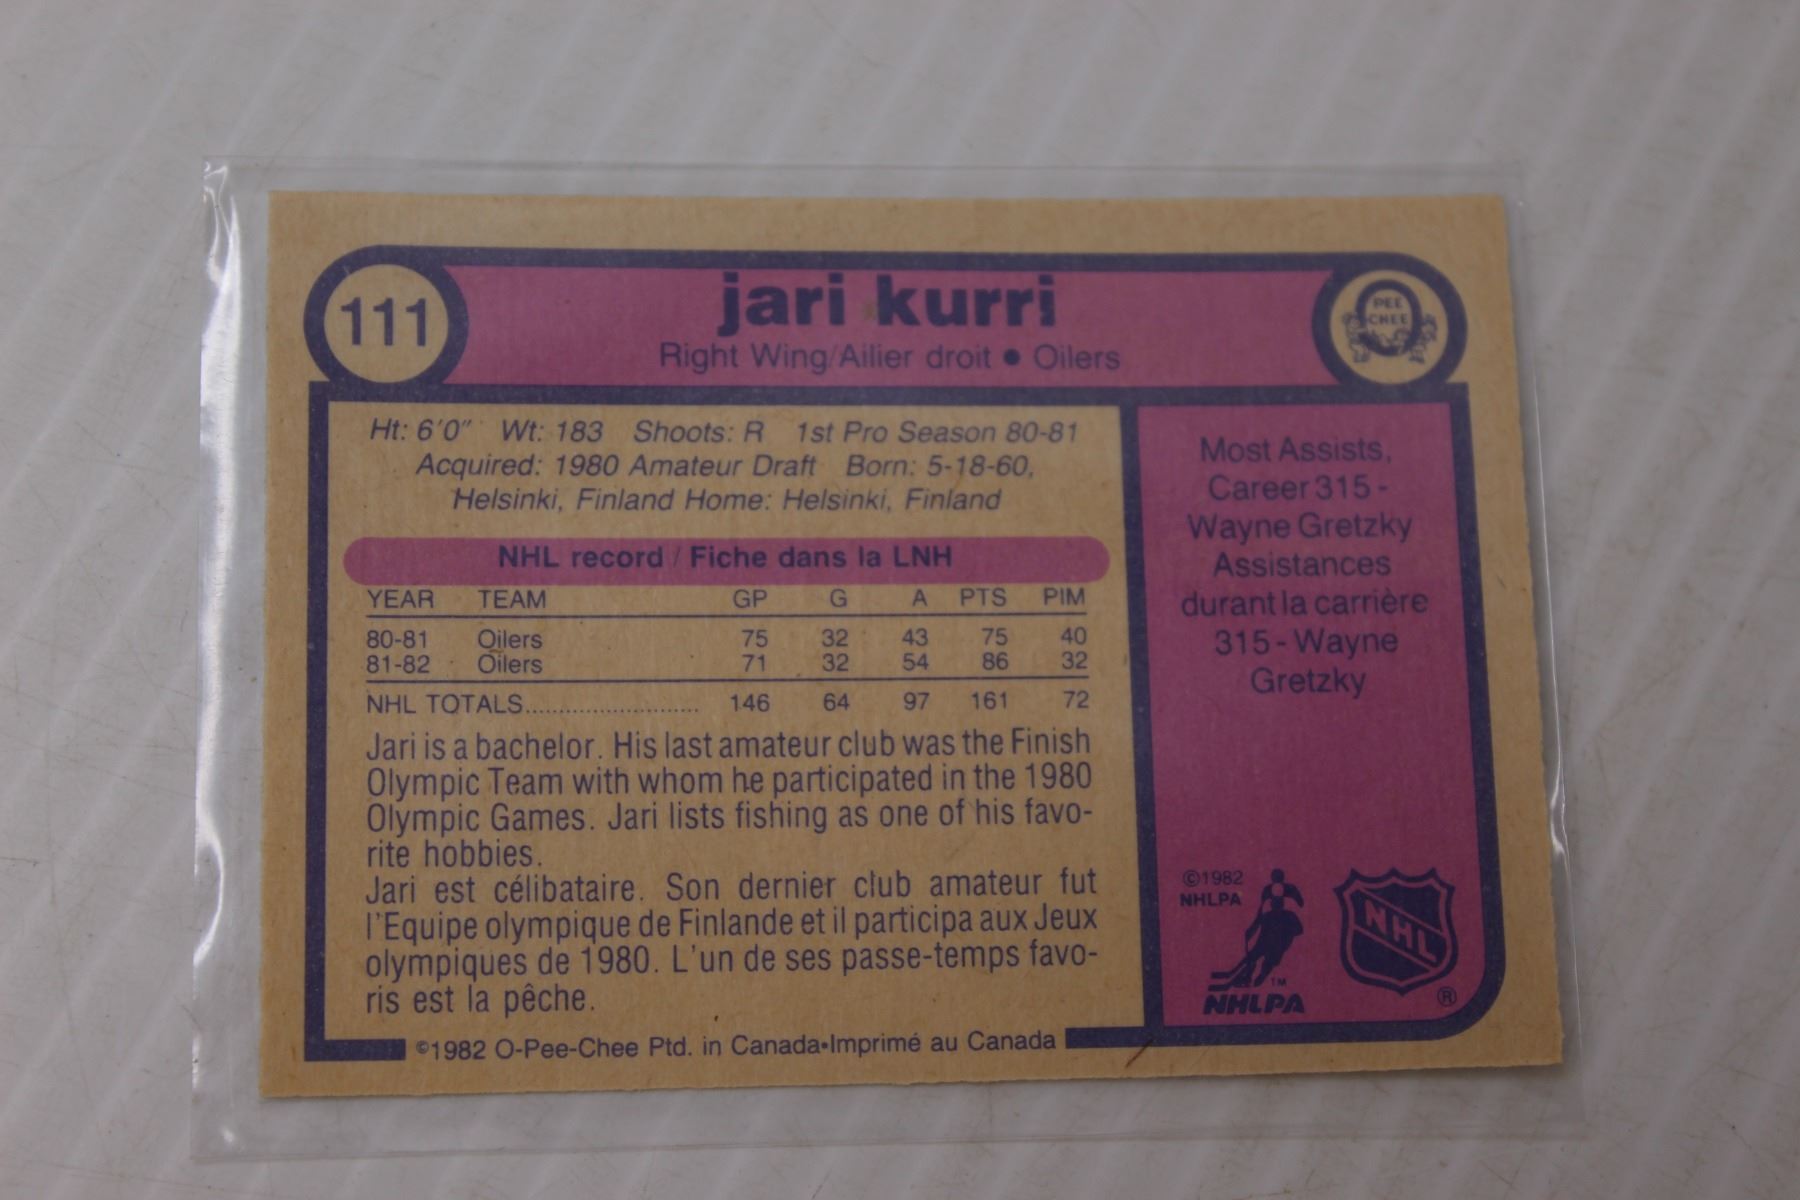 111
jari kurri
PEE
CHEE
Right Wing/Ailier droit ● Oilers
Ht: 6'0" Wt: 183 Shoots: R 1st Pro Season 80-81
Acquired: 1980 Amateur Draft Born: 5-18-60,
Helsinki, Finland Home: Helsinki, Finland
NHL record / Fiche dans la LNH
YEAR TEAM GP G A PTS PIM
80-81 Oilers 75 32 43 75 40
81-82 Oilers 71 32 54 86 32
NHL TOTALS.......................... 146 64 97 161 72
Jari is a bachelor. His last amateur club was the Finish
Olympic Team with whom he participated in the 1980
Olympic Games. Jari lists fishing as one of his favo-
rite hobbies.
Jari est célibataire. Son dernier club amateur fut
l'Equipe olympique de Finlande et il participa aux Jeux
olympiques de 1980. L'un de ses passe-temps favo-
ris est la pêche.
©1982 O-Pee-Chee Ptd. in Canada•Imprimé au Canada
Most Assists,
Career 315 -
Wayne Gretzky
Assistances
durant la carrière
315 - Wayne
Gretzky
©1982
NHLPA
TM
NHLPA
NHL
®